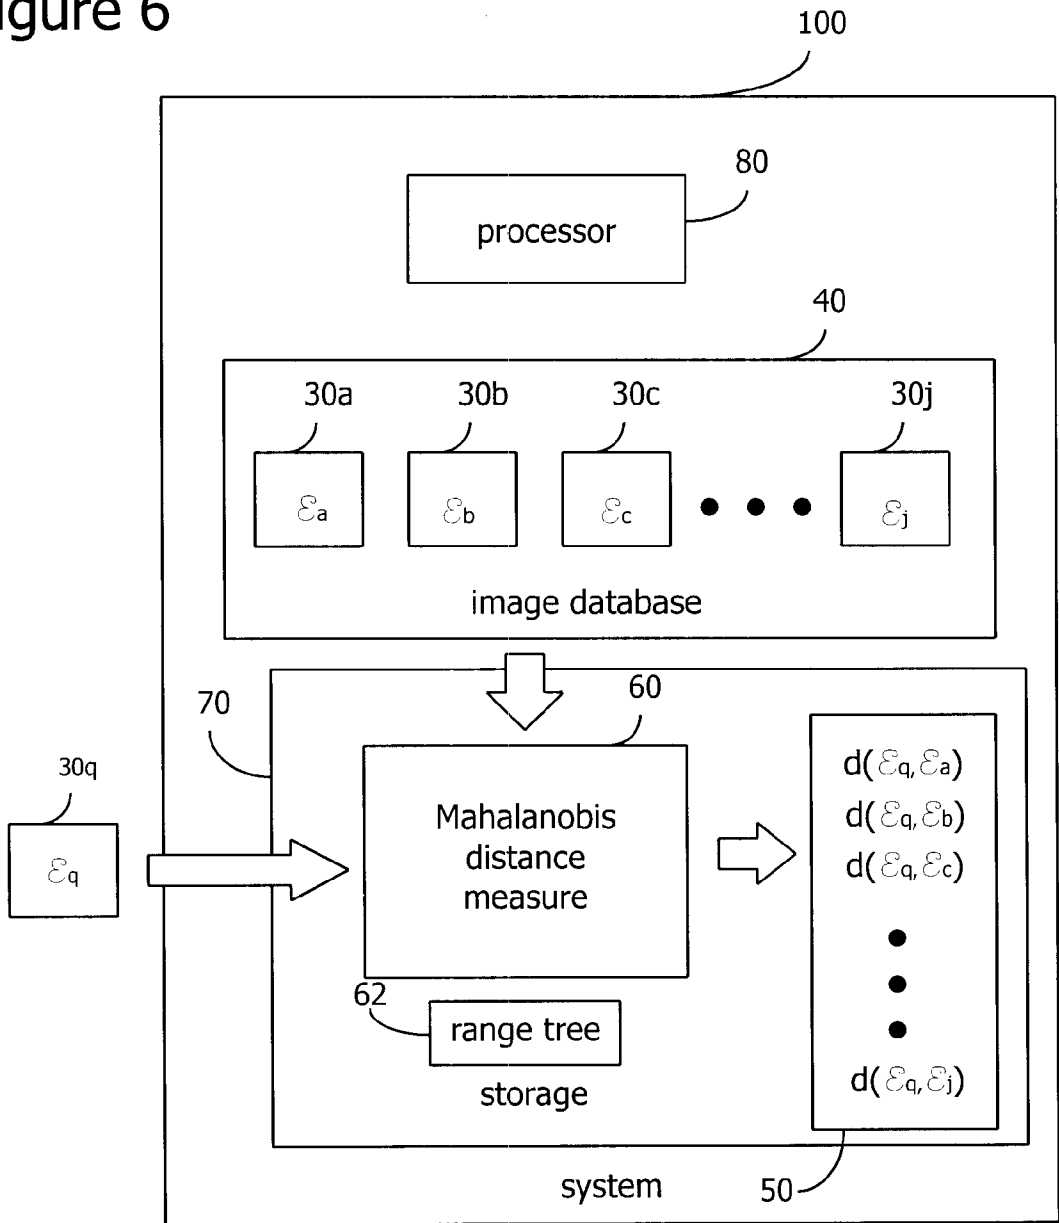 igure 6
100
80
processor
40
30a 30b 30c 30j
ℰa ℰb ℰc • • • ℰj
image database
60
70
30q
ℰq
Mahalanobis
distance
measure
d(ℰq,ℰa)
d(ℰq,ℰb)
d(ℰq,ℰc)
•
•
•
d(ℰq,ℰj)
62
range tree
storage
50
system